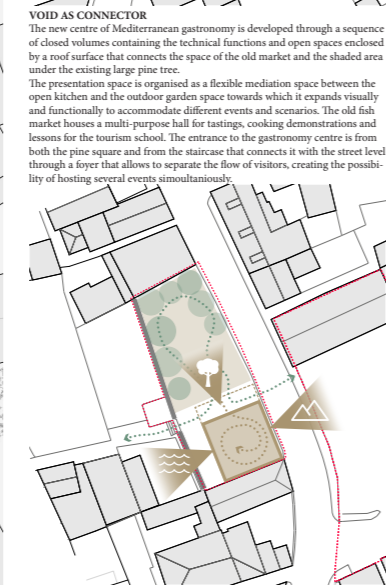 VOID AS CONNECTOR
The new centre of Mediterranean gastronomy is developed through a sequence
of closed volumes containing the technical functions and open spaces enclosed
by a roof surface that connects the space of the old market and the shaded area
under the existing large pine tree.
The presentation space is organised as a flexible mediation space between the
open kitchen and the outdoor garden space towards which it expands visually
and functionally to accommodate different events and scenarios. The old fish
market houses a multi-purpose hall for tastings, cooking demonstrations and
lessons for the tourism school. The entrance to the gastronomy centre is from
both the pine square and from the staircase that connects it with the street level
through a foyer that allows to separate the flow of visitors, creating the possibi-
lity of hosting several events simoultaniously.